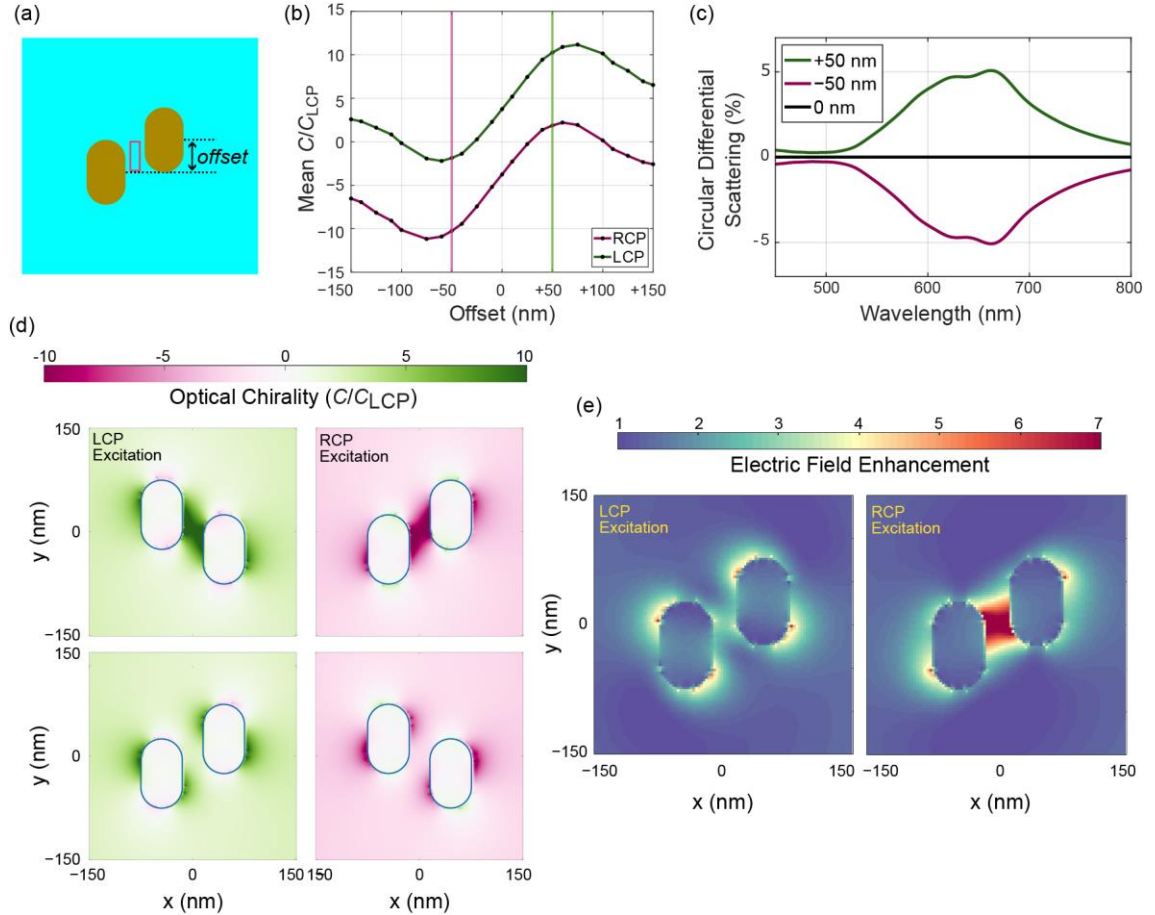 (a)
offset
(b)
Mean C/C_LCP
15
10
5
0
−5
−10
−15
−150
−100
−50
0
+50
+100
+150
Offset (nm)
RCP
LCP
(c)
Circular Differential
Scattering (%)
5
0
-5
+50 nm
−50 nm
0 nm
500
600
700
800
Wavelength (nm)
(d)
-10
-5
0
5
10
Optical Chirality (C/C_LCP)
LCP
Excitation
RCP
Excitation
150
0
−150
y (nm)
150
0
−150
y (nm)
−150
0
150
x (nm)
−150
0
150
x (nm)
(e)
1
2
3
4
5
6
7
Electric Field Enhancement
LCP
Excitation
RCP
Excitation
150
0
−150
y (nm)
150
0
−150
y (nm)
−150
0
150
x (nm)
−150
0
150
x (nm)